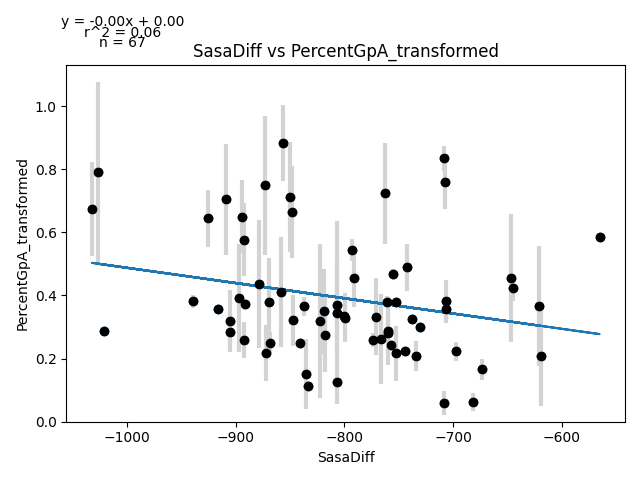 y = -0.00x + 0.00
r^2 = 0.06
n = 67
SasaDiff vs PercentGpA_transformed
PercentGpA_transformed
1.0
0.8
0.6
0.4
0.2
0.0
−1000 −900 −800 −700 −600
SasaDiff